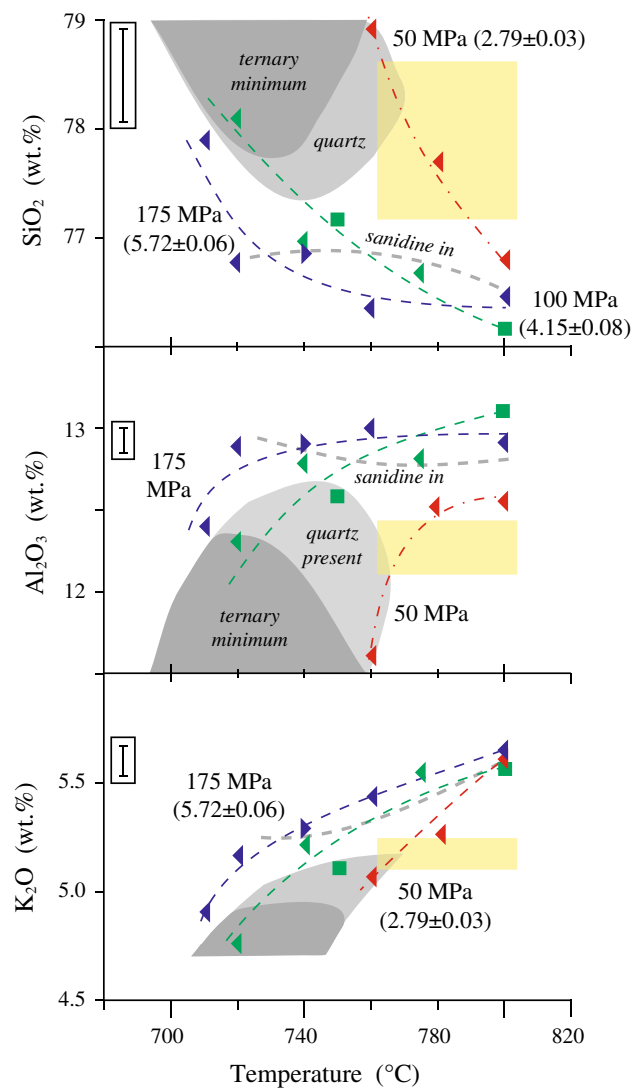 79
50 MPa (2.79±0.03)
ternary
minimum
78
quartz
SiO₂ (wt.%)
175 MPa
(5.72±0.06)
77
sanidine in
100 MPa
(4.15±0.08)
13
175
MPa
sanidine in
Al₂O₃ (wt.%)
quartz
present
12
ternary
minimum
50 MPa
5.5
175 MPa
(5.72±0.06)
K₂O (wt.%)
5.0
50 MPa
(2.79±0.03)
4.5
700
740
780
820
Temperature (°C)